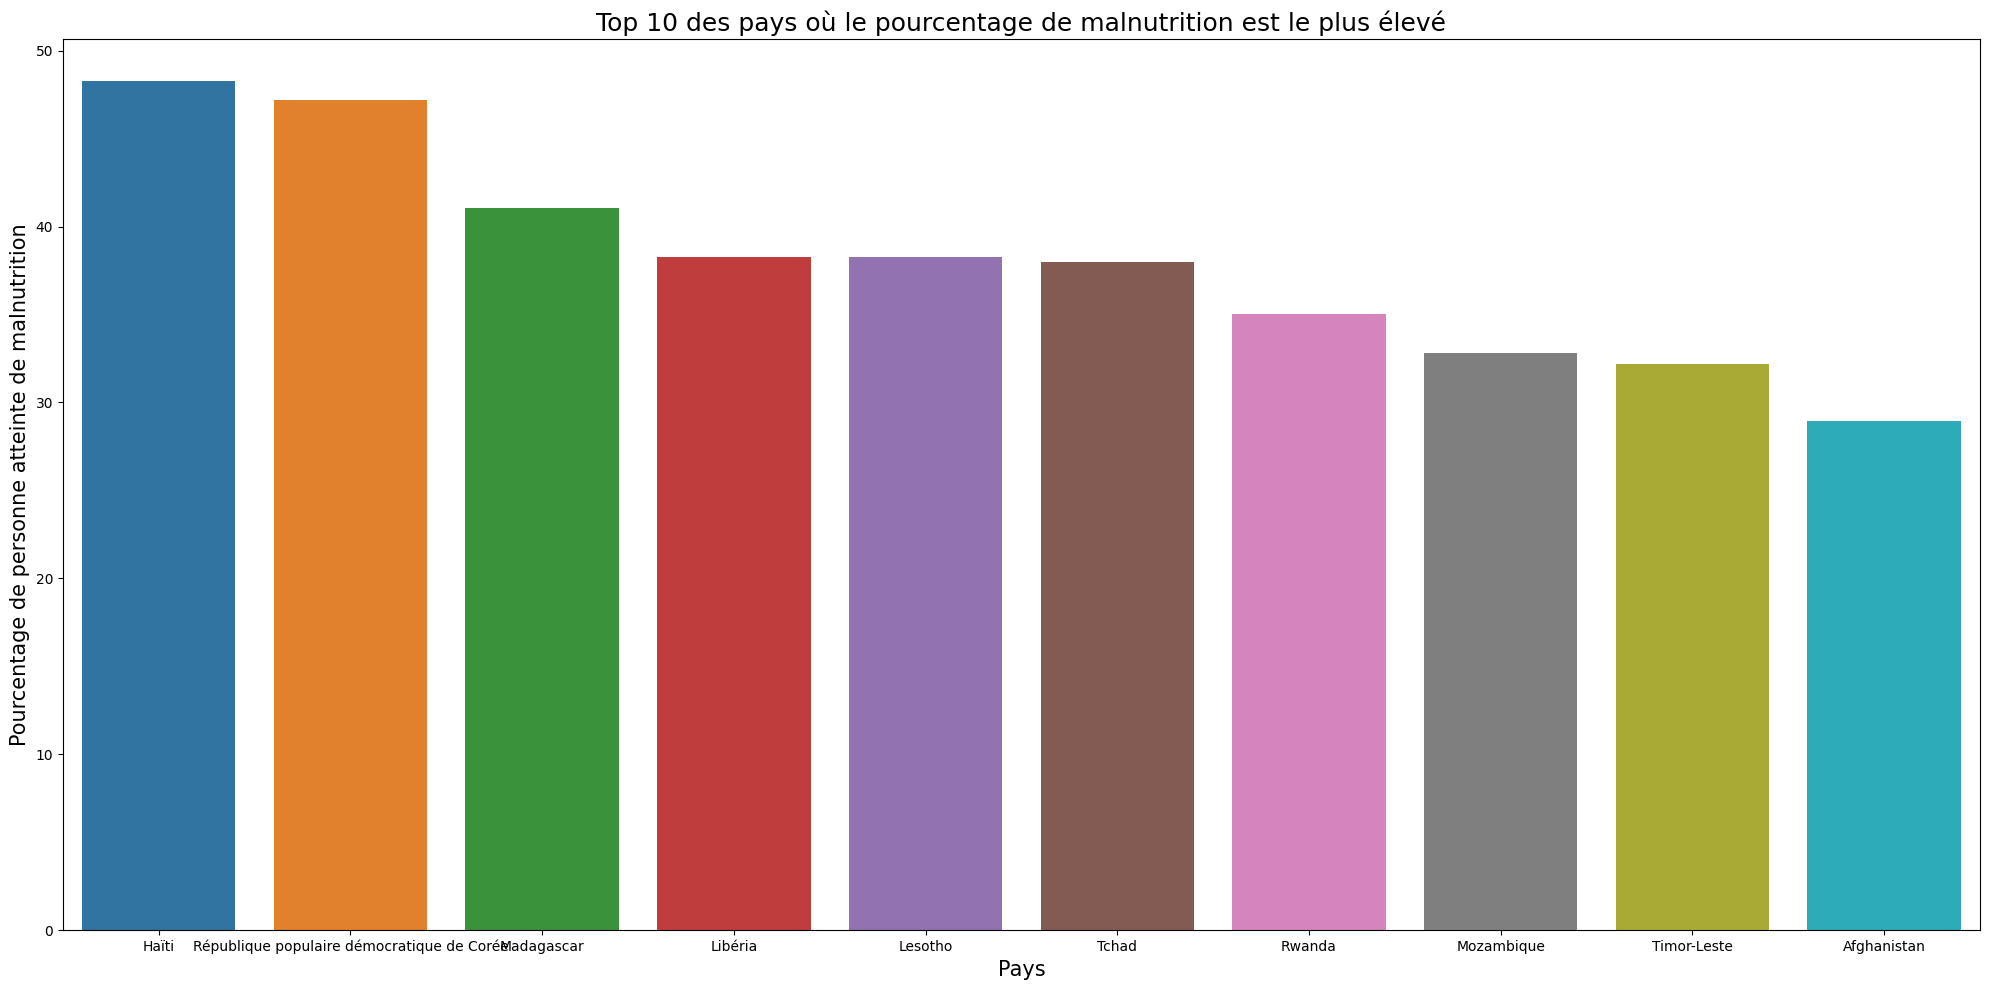 Top 10 des pays où le pourcentage de malnutrition est le plus élevé
Pourcentage de personne atteinte de malnutrition
50
40
30
20
10
0
Haïti
République populaire démocratique de Corée
Madagascar
Libéria
Lesotho
Tchad
Rwanda
Mozambique
Timor-Leste
Afghanistan
Pays